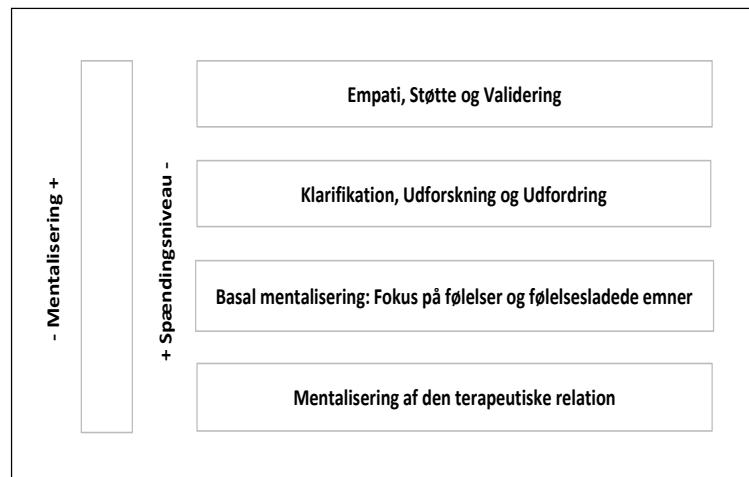 - Mentalisering +
+ Spændingsniveau -
Empati, Støtte og Validering
Klarifikation, Udforskning og Udfordring
Basal mentalisering: Fokus på følelser og følelsesladede emner
Mentalisering af den terapeutiske relation